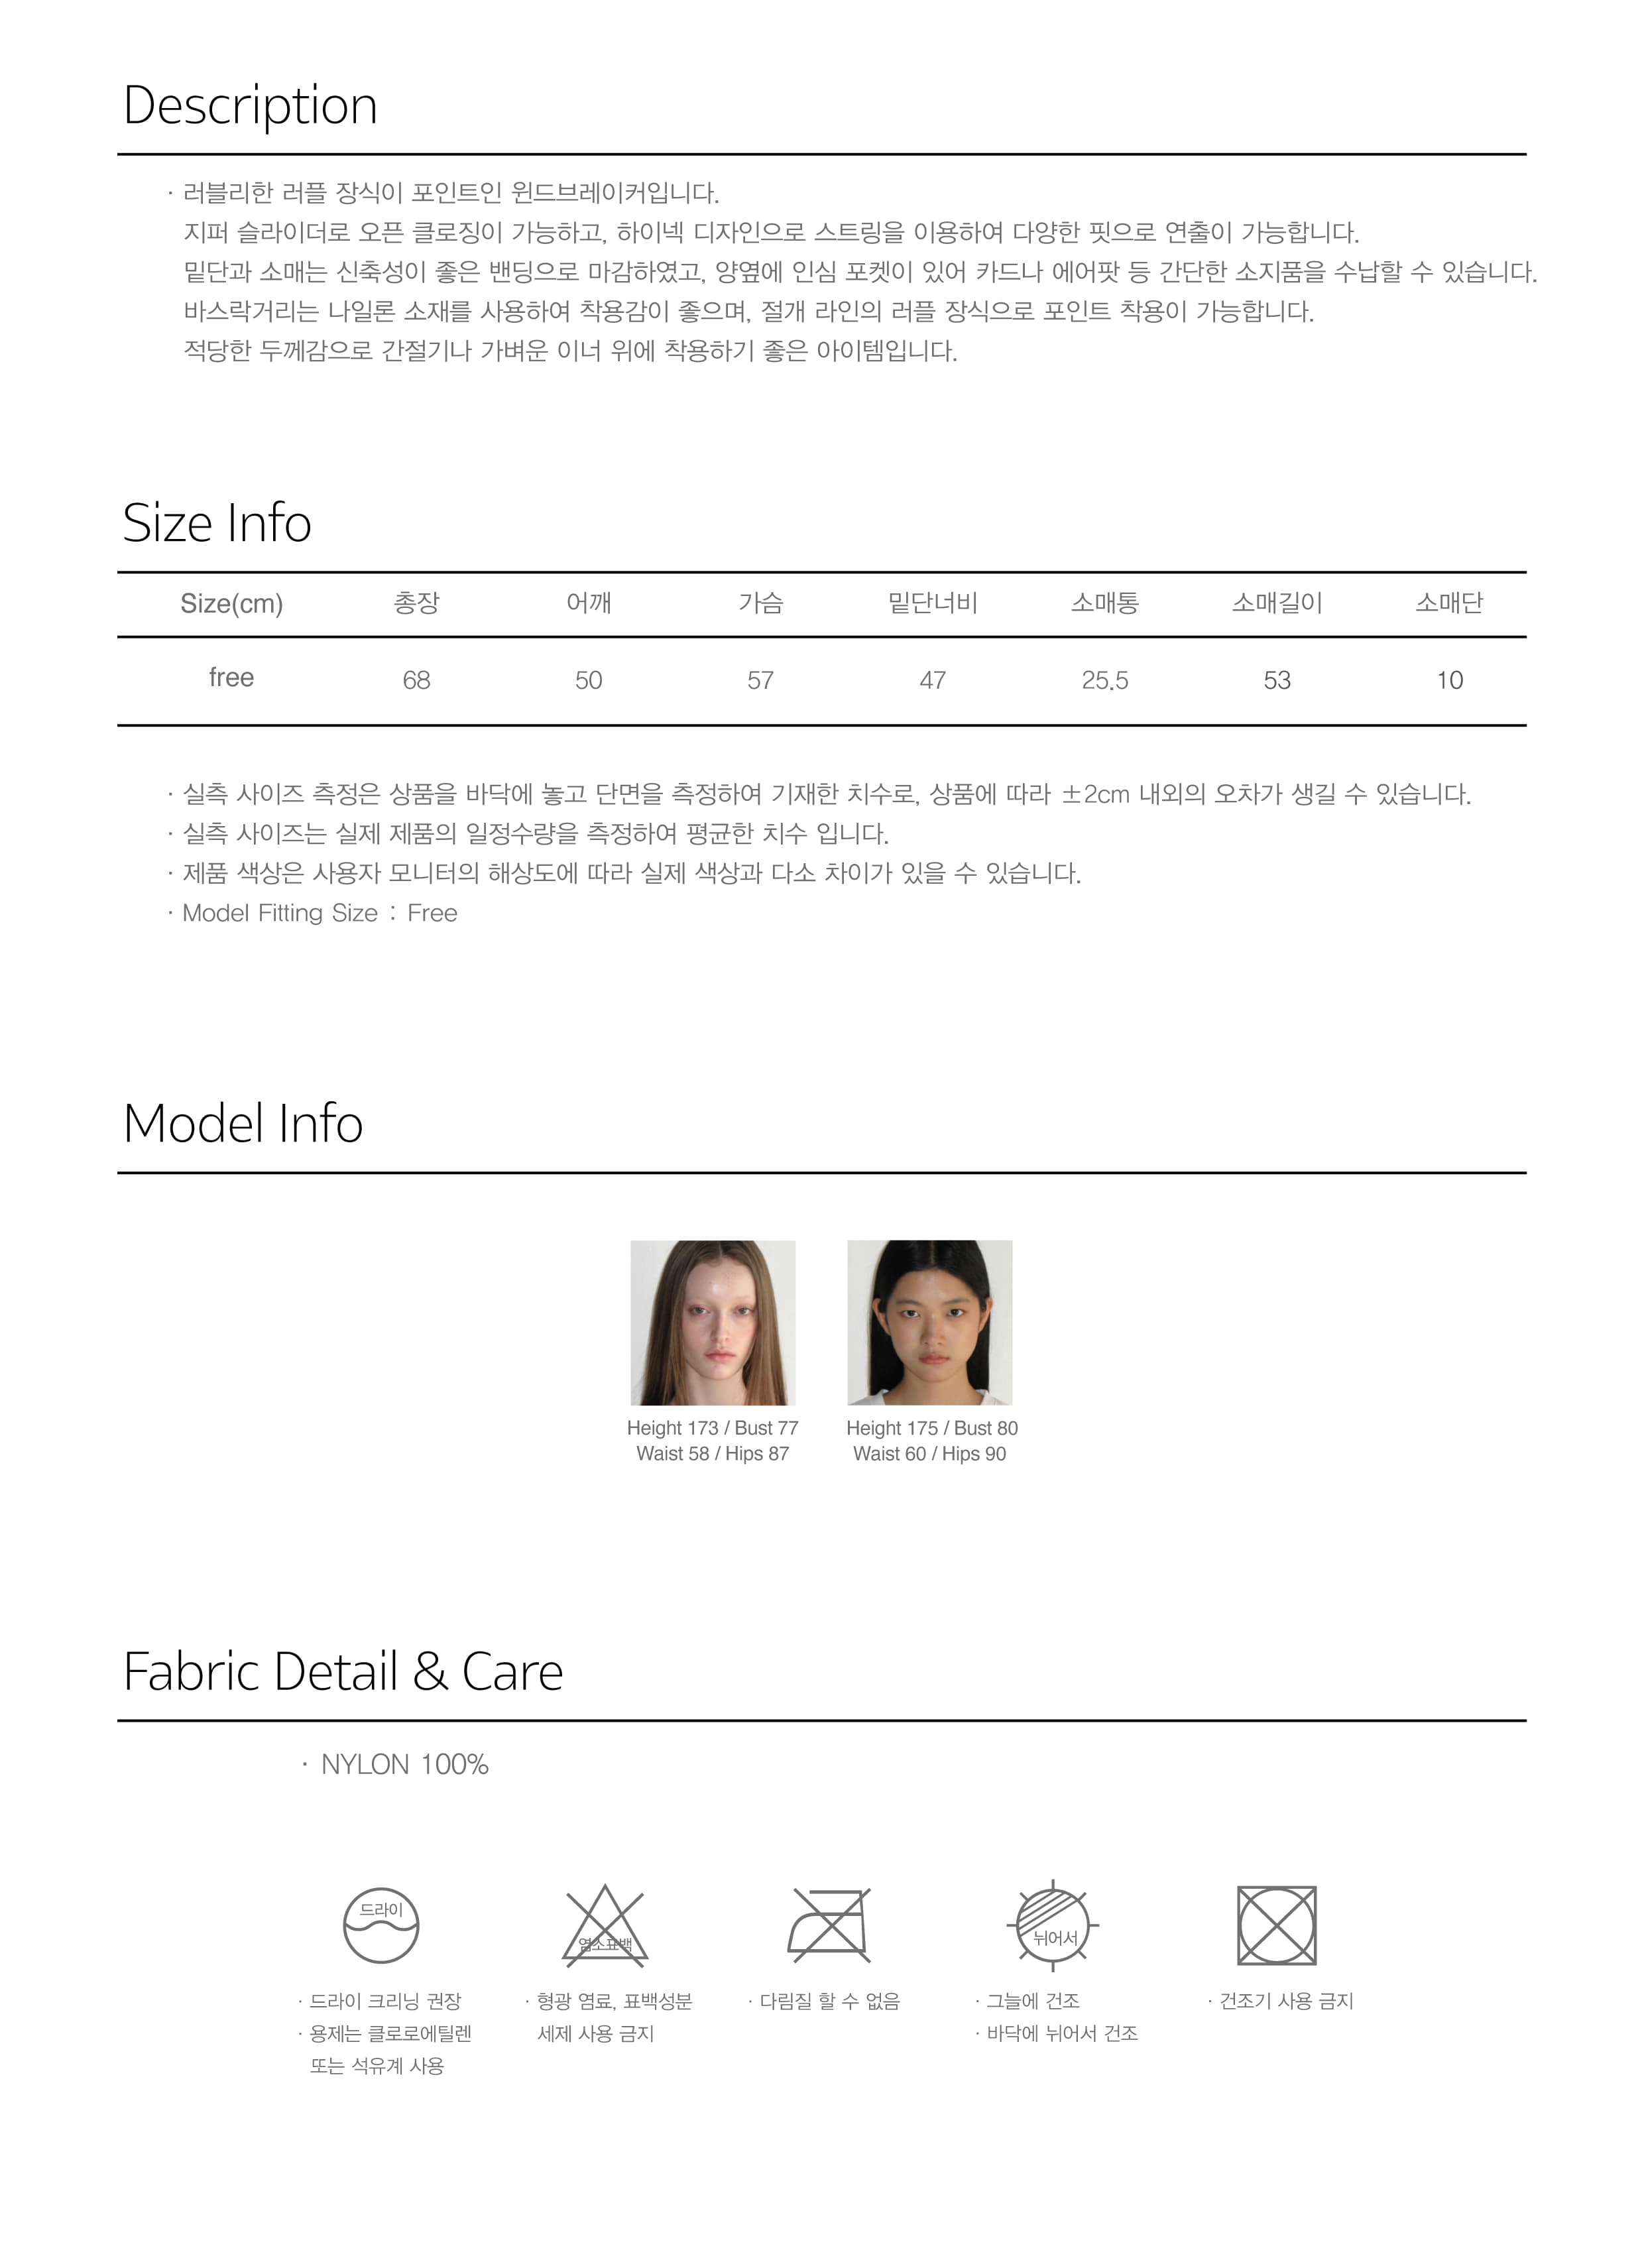 Description
· 러블리한 러플 장식이 포인트인 윈드브레이커입니다.
지퍼 슬라이더로 오픈 클로징이 가능하고, 하이넥 디자인으로 스트링을 이용하여 다양한 핏으로 연출이 가능합니다.
밑단과 소매는 신축성이 좋은 밴딩으로 마감하였고, 양옆에 인심 포켓이 있어 카드나 에어팟 등 간단한 소지품을 수납할 수 있습니다.
바스락거리는 나일론 소재를 사용하여 착용감이 좋으며, 절개 라인의 러플 장식으로 포인트 착용이 가능합니다.
적당한 두께감으로 간절기나 가벼운 이너 위에 착용하기 좋은 아이템입니다.
Size Info
Size(cm) 총장 어깨 가슴 밑단너비 소매통 소매길이 소매단
free 68 50 57 47 25.5 53 10
· 실측 사이즈 측정은 상품을 바닥에 놓고 단면을 측정하여 기재한 치수로, 상품에 따라 ±2cm 내외의 오차가 생길 수 있습니다.
· 실측 사이즈는 실제 제품의 일정수량을 측정하여 평균한 치수 입니다.
· 제품 색상은 사용자 모니터의 해상도에 따라 실제 색상과 다소 차이가 있을 수 있습니다.
· Model Fitting Size : Free
Model Info
Height 173 / Bust 77
Waist 58 / Hips 87
Height 175 / Bust 80
Waist 60 / Hips 90
Fabric Detail & Care
· NYLON 100%
드라이
· 드라이 크리닝 권장
· 용제는 클로로에틸렌
또는 석유계 사용
염소표백
· 형광 염료, 표백성분
세제 사용 금지
· 다림질 할 수 없음
뉘어서
· 그늘에 건조
· 바닥에 뉘어서 건조
· 건조기 사용 금지